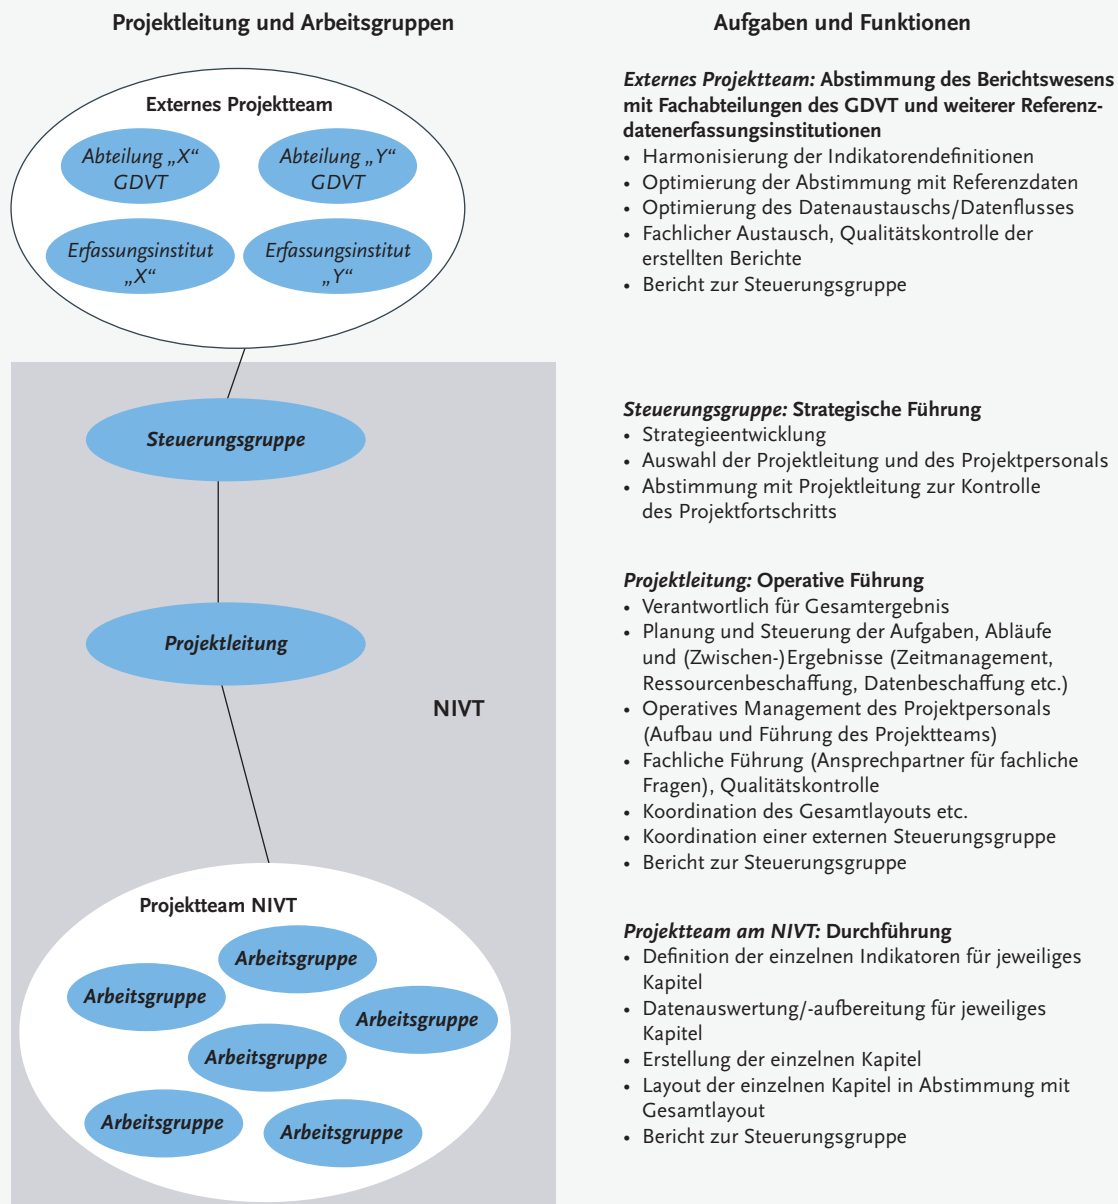 Projektleitung und Arbeitsgruppen
Externes Projektteam
Abteilung „X“
GDVT
Abteilung „Y“
GDVT
Erfassungsinstitut
„X“
Erfassungsinstitut
„Y“
Steuerungsgruppe
Projektleitung
NIVT
Projektteam NIVT
Arbeitsgruppe
Arbeitsgruppe
Arbeitsgruppe
Arbeitsgruppe
Arbeitsgruppe
Arbeitsgruppe
Aufgaben und Funktionen
Externes Projektteam: Abstimmung des Berichtswesens
mit Fachabteilungen des GDVT und weiterer Referenz-
datenerfassungsinstitutionen
• Harmonisierung der Indikatorendefinitionen
• Optimierung der Abstimmung mit Referenzdaten
• Optimierung des Datenaustauschs/Datenflusses
• Fachlicher Austausch, Qualitätskontrolle der
erstellten Berichte
• Bericht zur Steuerungsgruppe
Steuerungsgruppe: Strategische Führung
• Strategieentwicklung
• Auswahl der Projektleitung und des Projektpersonals
• Abstimmung mit Projektleitung zur Kontrolle
des Projektfortschritts
Projektleitung: Operative Führung
• Verantwortlich für Gesamtergebnis
• Planung und Steuerung der Aufgaben, Abläufe
und (Zwischen-)Ergebnisse (Zeitmanagement,
Ressourcenbeschaffung, Datenbeschaffung etc.)
• Operatives Management des Projektpersonals
(Aufbau und Führung des Projektteams)
• Fachliche Führung (Ansprechpartner für fachliche
Fragen), Qualitätskontrolle
• Koordination des Gesamtlayouts etc.
• Koordination einer externen Steuerungsgruppe
• Bericht zur Steuerungsgruppe
Projektteam am NIVT: Durchführung
• Definition der einzelnen Indikatoren für jeweiliges
Kapitel
• Datenauswertung/-aufbereitung für jeweiliges
Kapitel
• Erstellung der einzelnen Kapitel
• Layout der einzelnen Kapitel in Abstimmung mit
Gesamtlayout
• Bericht zur Steuerungsgruppe